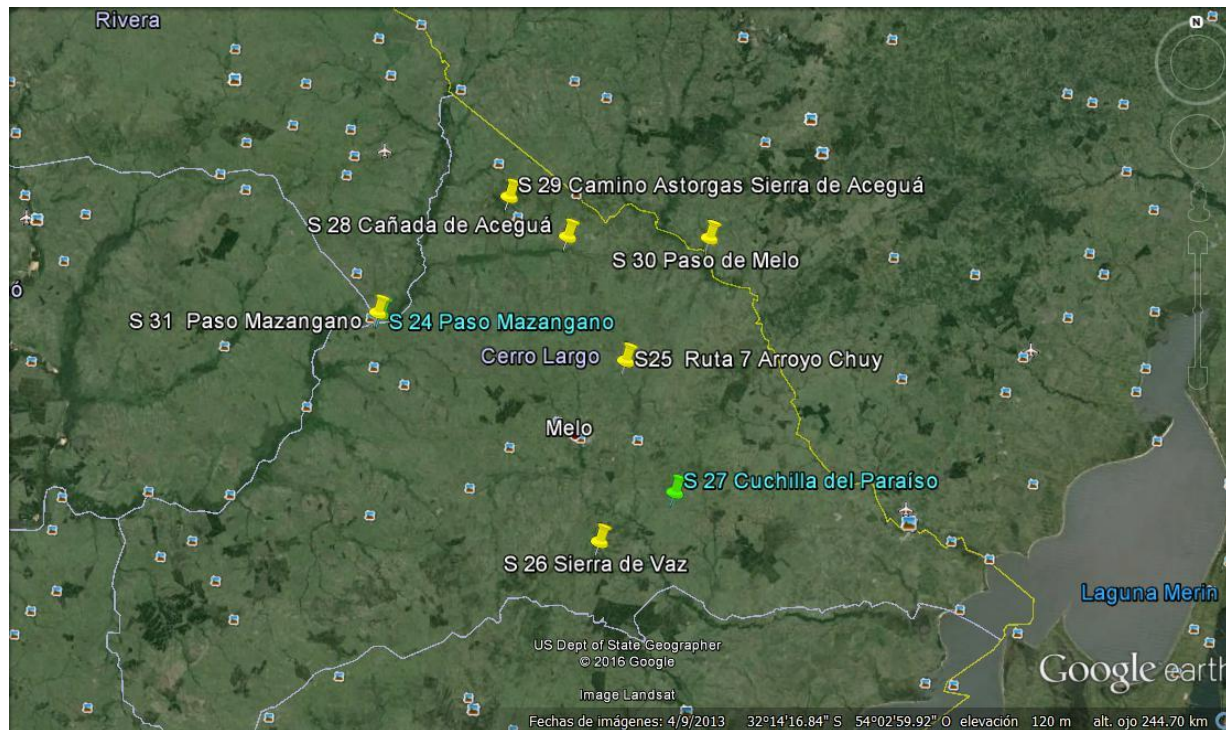 Rivera
N
S 29 Camino Astorgas Sierra de Aceguá
S 28 Cañada de Aceguá
S 30 Paso de Melo
ó
S 31 Paso Mazangano
S 24 Paso Mazangano
Cerro Largo
S25 Ruta 7 Arroyo Chuy
Melo
S 27 Cuchilla del Paraíso
S 26 Sierra de Vaz
Laguna Merin
US Dept of State Geographer
© 2016 Google
Google earth
Image Landsat
Fechas de imágenes: 4/9/2013 32°14'16.84" S 54°02'59.92" O elevación 120 m alt. ojo 244.70 km